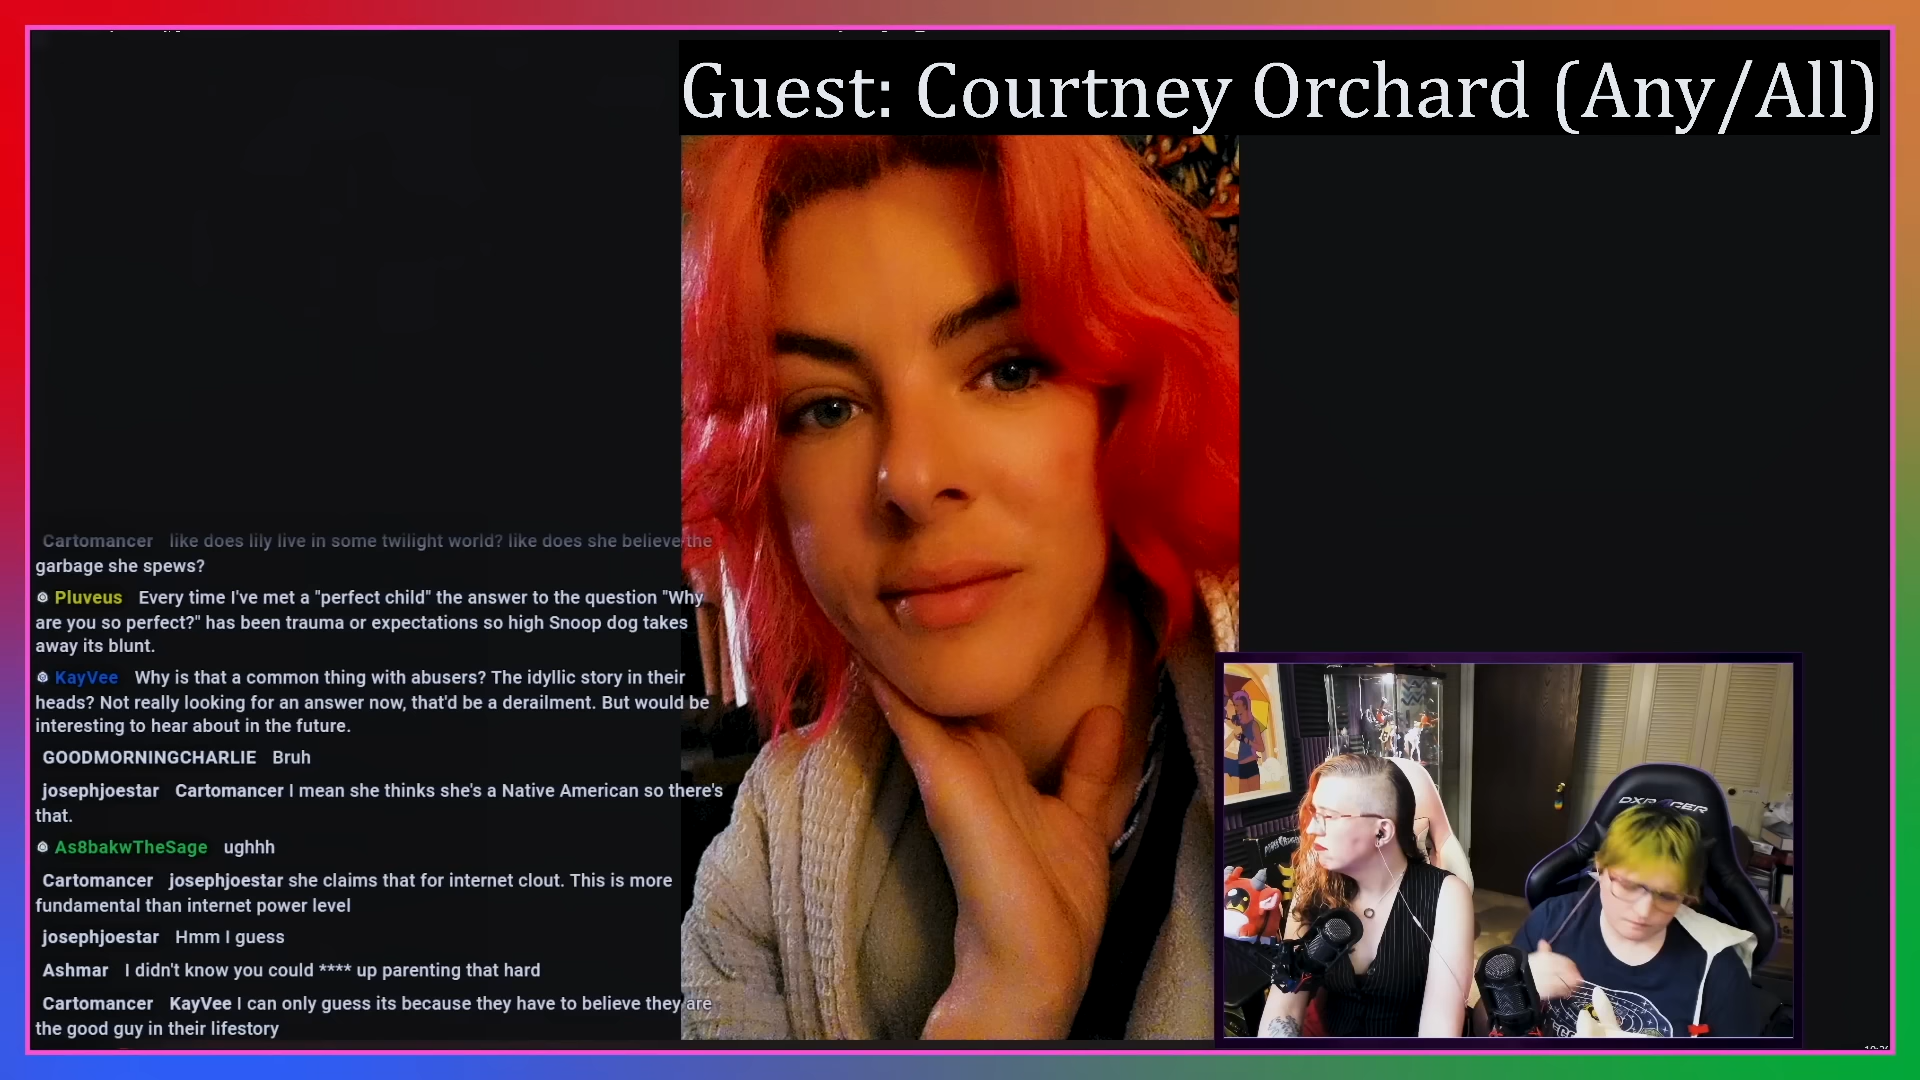 Guest: Courtney Orchard (Any/All)
Cartomancer like does lily live in some twilight world? like does she believe the
garbage she spews?
Pluveus Every time I've met a "perfect child" the answer to the question "Why
are you so perfect?" has been trauma or expectations so high Snoop dog takes
away its blunt.
KayVee Why is that a common thing with abusers? The idyllic story in their
heads? Not really looking for an answer now, that'd be a derailment. But would be
interesting to hear about in the future.
GOODMORNINGCHARLIE Bruh
josephjoestar Cartomancer I mean she thinks she's a Native American so there's
that.
As8bakwTheSage ughhh
Cartomancer josephjoestar she claims that for internet clout. This is more
fundamental than internet power level
josephjoestar Hmm I guess
Ashmar I didn't know you could **** up parenting that hard
Cartomancer KayVee I can only guess its because they have to believe they are
the good guy in their lifestory
DXRACER